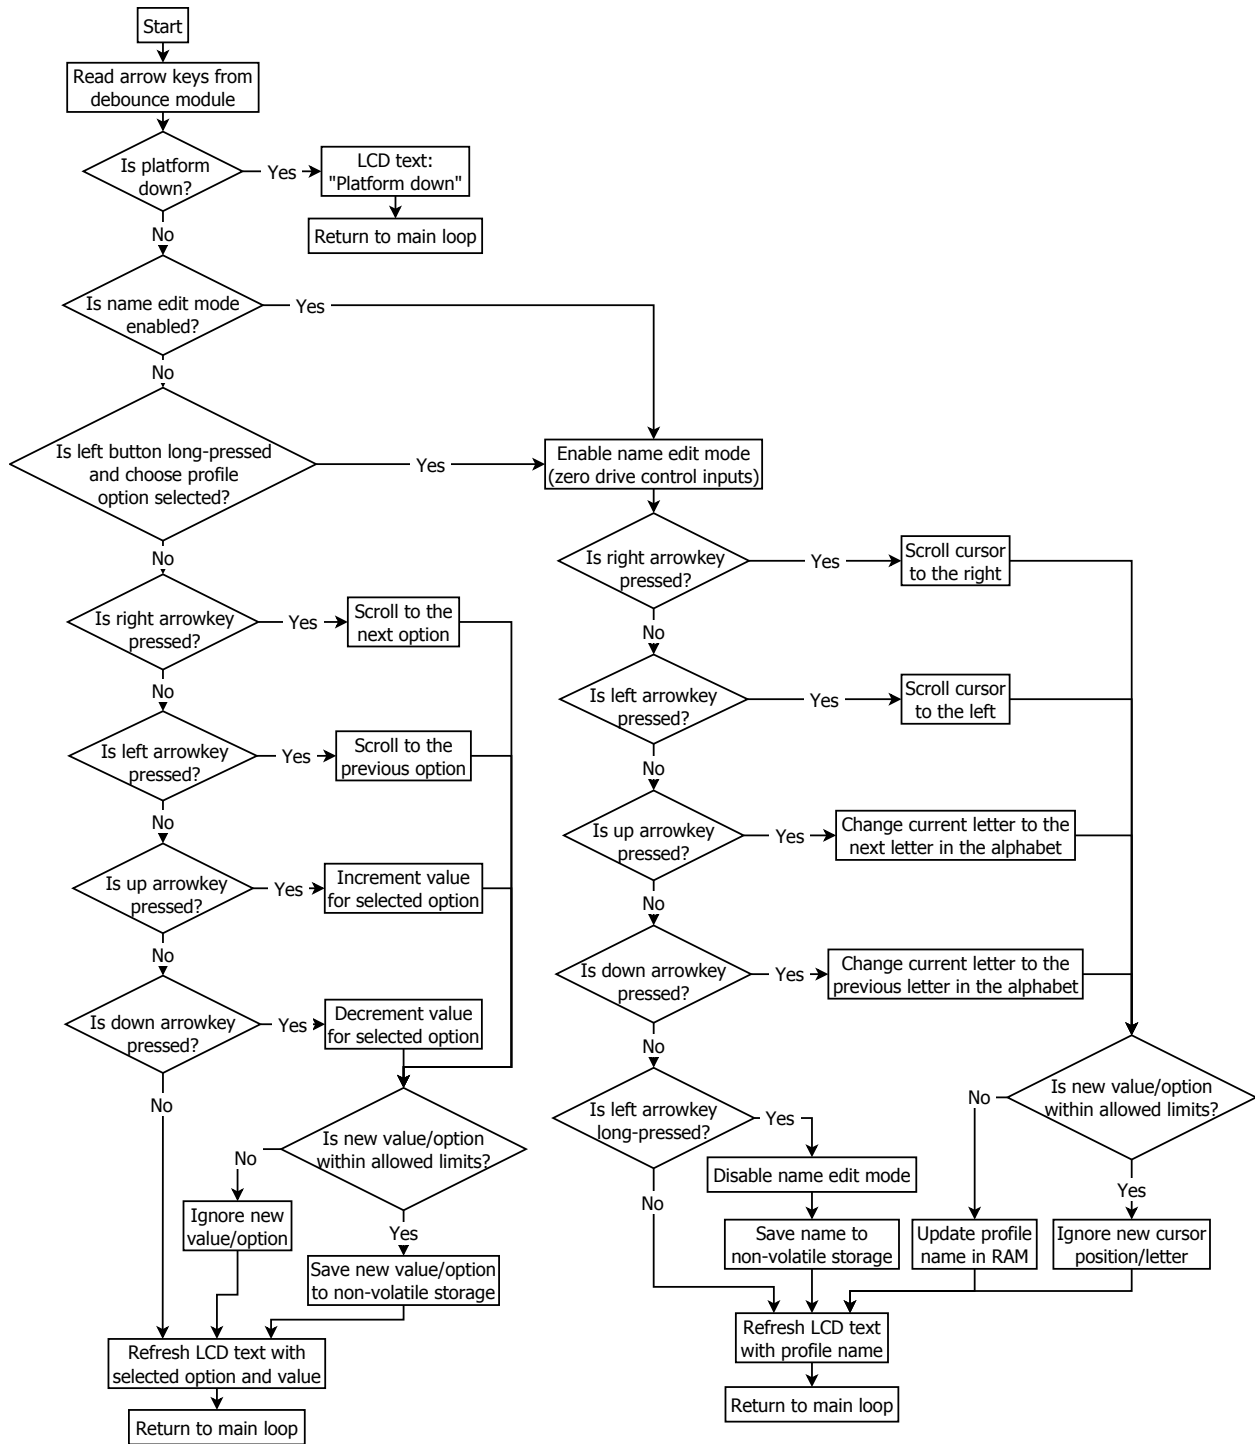 Start
Read arrow keys from
debounce module
Is platform
down?
Yes
LCD text:
"Platform down"
Return to main loop
No
Is name edit mode
enabled?
Yes
No
Is left button long-pressed
and choose profile
option selected?
Yes
Enable name edit mode
(zero drive control inputs)
No
Is right arrowkey
pressed?
Yes
Scroll to the
next option
No
Is left arrowkey
pressed?
Yes
Scroll to the
previous option
No
Is up arrowkey
pressed?
Yes
Increment value
for selected option
No
Is down arrowkey
pressed?
Yes
Decrement value
for selected option
No
Is new value/option
within allowed limits?
No
Ignore new
value/option
Yes
Save new value/option
to non-volatile storage
Refresh LCD text with
selected option and value
Return to main loop
Is right arrowkey
pressed?
Yes
Scroll cursor
to the right
No
Is left arrowkey
pressed?
Yes
Scroll cursor
to the left
No
Is up arrowkey
pressed?
Yes
Change current letter to the
next letter in the alphabet
No
Is down arrowkey
pressed?
Yes
Change current letter to the
previous letter in the alphabet
No
Is left arrowkey
long-pressed?
Yes
Disable name edit mode
Save name to
non-volatile storage
No
Is new value/option
within allowed limits?
No
Update profile
name in RAM
Yes
Ignore new cursor
position/letter
Refresh LCD text
with profile name
Return to main loop